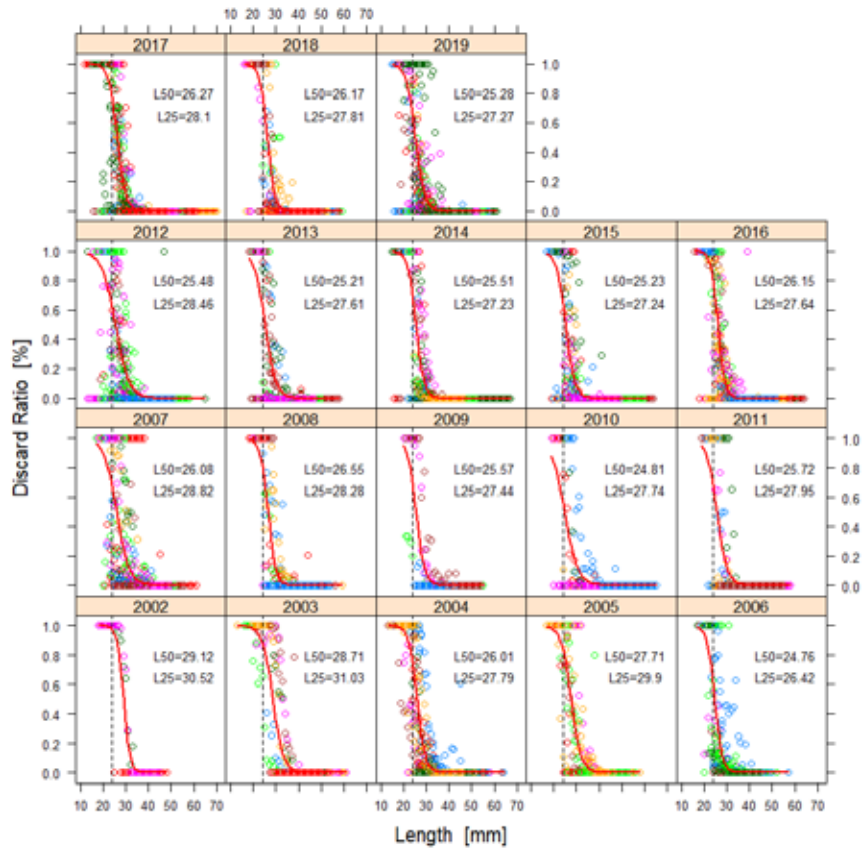 10 20 30 40 50 60 70
2017 2018 2019
L50=26.27 L50=26.17 L50=25.28
L25=28.1 L25=27.81 L25=27.27
1.0
0.8
0.6
0.4
0.2
0.0
2012 2013 2014 2015 2016
1.0
0.8
0.6
0.4
0.2
0.0
L50=25.48 L50=25.21 L50=25.51 L50=25.23 L50=26.15
L25=28.46 L25=27.61 L25=27.23 L25=27.24 L25=27.64
Discard Ratio [%]
2007 2008 2009 2010 2011
L50=26.08 L50=26.55 L50=25.57 L50=24.81 L50=25.72
L25=28.82 L25=28.28 L25=27.44 L25=27.74 L25=27.95
1.0
0.8
0.6
0.4
0.2
0.0
2002 2003 2004 2005 2006
1.0
0.8
0.6
0.4
0.2
0.0
L50=29.12 L50=28.71 L50=26.01 L50=27.71 L50=24.76
L25=30.52 L25=31.03 L25=27.79 L25=29.9 L25=26.42
10 20 30 40 50 60 70 10 20 30 40 50 60 70 10 20 30 40 50 60 70
Length [mm]